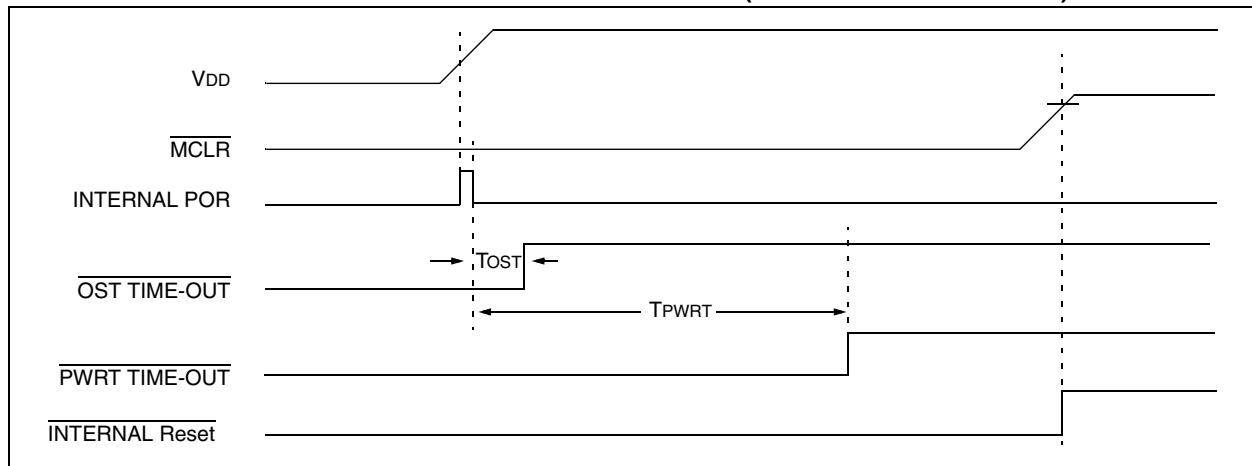 VDD
MCLR
INTERNAL POR
TOST
OST TIME-OUT
TPWRT
PWRT TIME-OUT
INTERNAL Reset